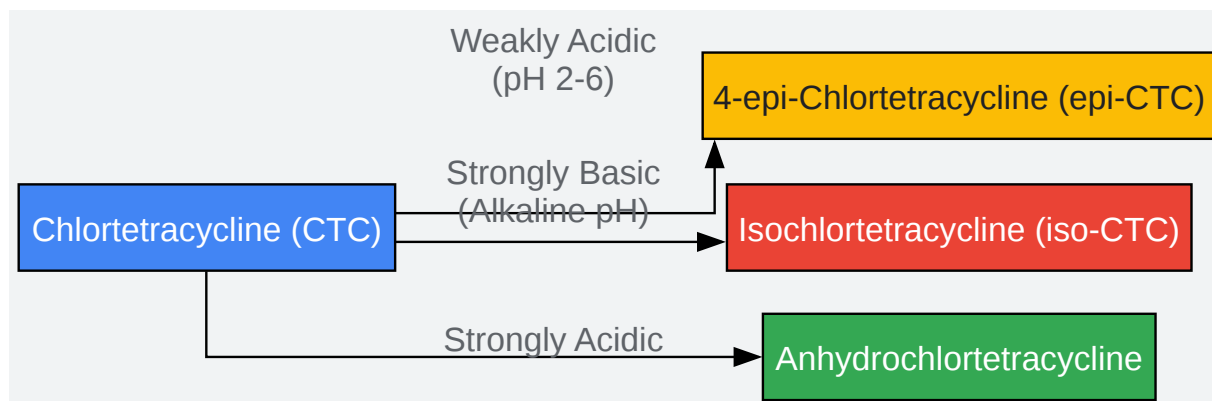 Weakly Acidic
(pH 2-6)
4-epi-Chlortetracycline (epi-CTC)
Strongly Basic
(Alkaline pH)
Chlortetracycline (CTC)
Isochlortetracycline (iso-CTC)
Strongly Acidic
Anhydrochlortetracycline